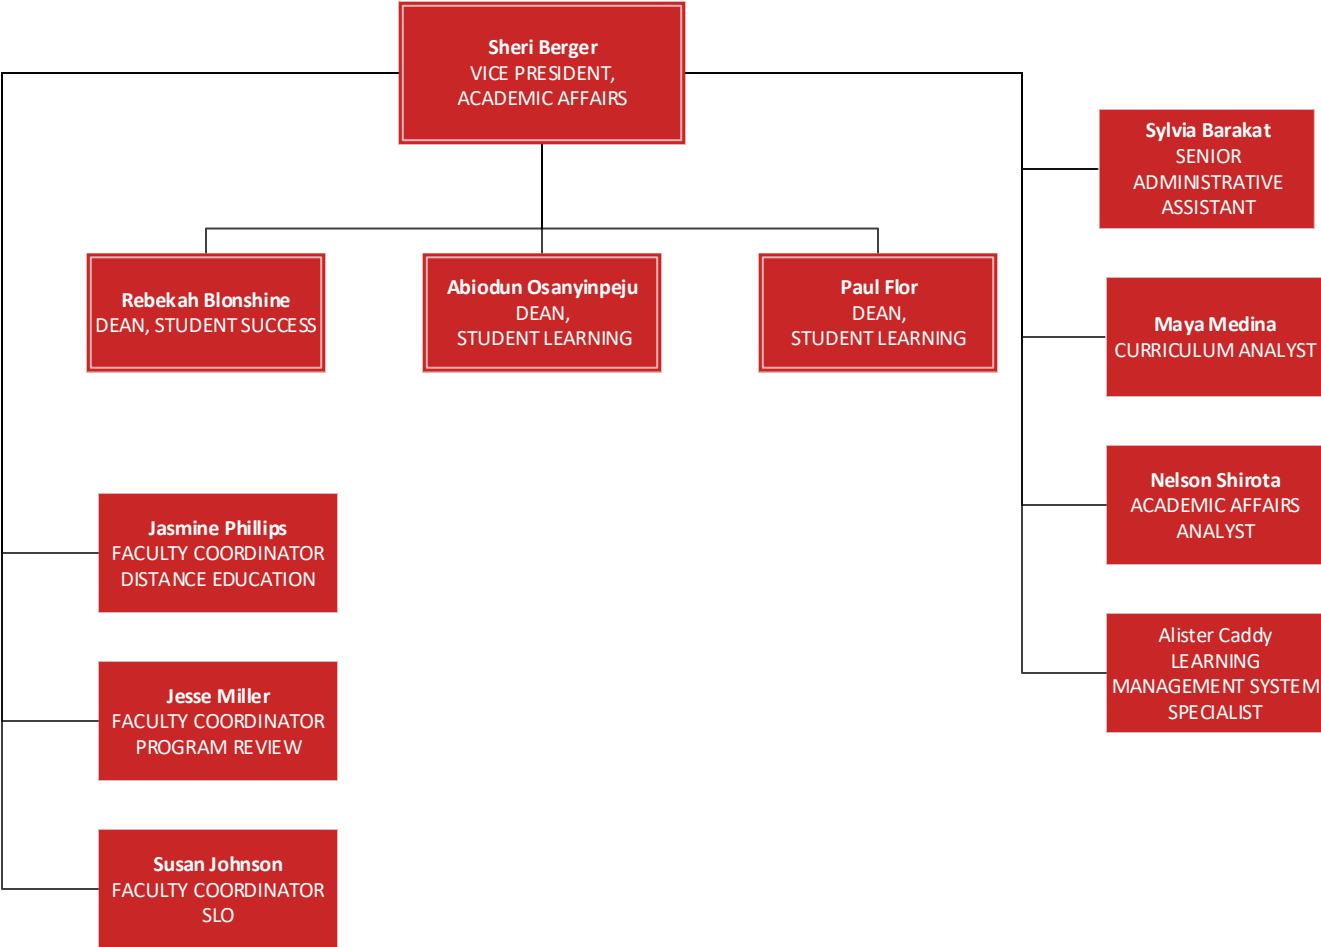 Sheri Berger
VICE PRESIDENT,
ACADEMIC AFFAIRS
Sylvia Barakat
SENIOR
ADMINISTRATIVE
ASSISTANT
Rebekah Blonshine
DEAN, STUDENT SUCCESS
Abiodun Osanyinpeju
DEAN,
STUDENT LEARNING
Paul Flor
DEAN,
STUDENT LEARNING
Maya Medina
CURRICULUM ANALYST
Nelson Shirota
ACADEMIC AFFAIRS
ANALYST
Jasmine Phillips
FACULTY COORDINATOR
DISTANCE EDUCATION
Alister Caddy
LEARNING
MANAGEMENT SYSTEM
SPECIALIST
Jesse Miller
FACULTY COORDINATOR
PROGRAM REVIEW
Susan Johnson
FACULTY COORDINATOR
SLO